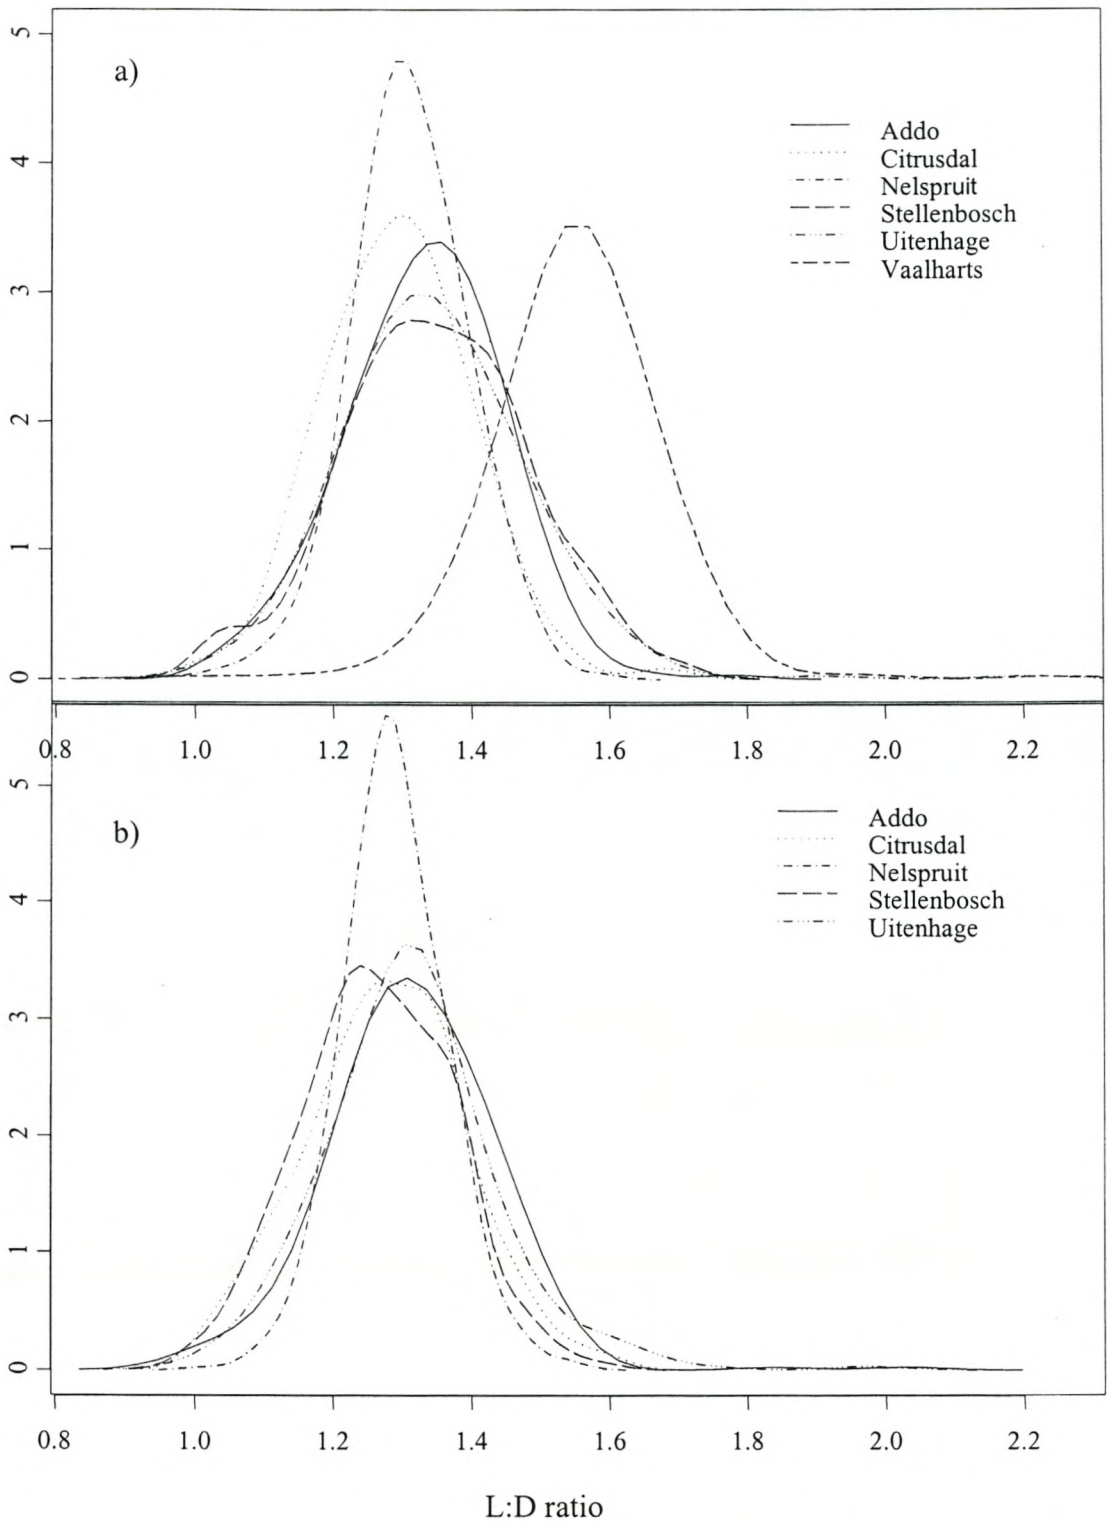 5
4
3
2
1
0
a)
Addo
Citrusdal
Nelspruit
Stellenbosch
Uitenhage
Vaalharts
0.8 1.0 1.2 1.4 1.6 1.8 2.0 2.2
5
4
3
2
1
0
b)
Addo
Citrusdal
Nelspruit
Stellenbosch
Uitenhage
0.8 1.0 1.2 1.4 1.6 1.8 2.0 2.2
L:D ratio